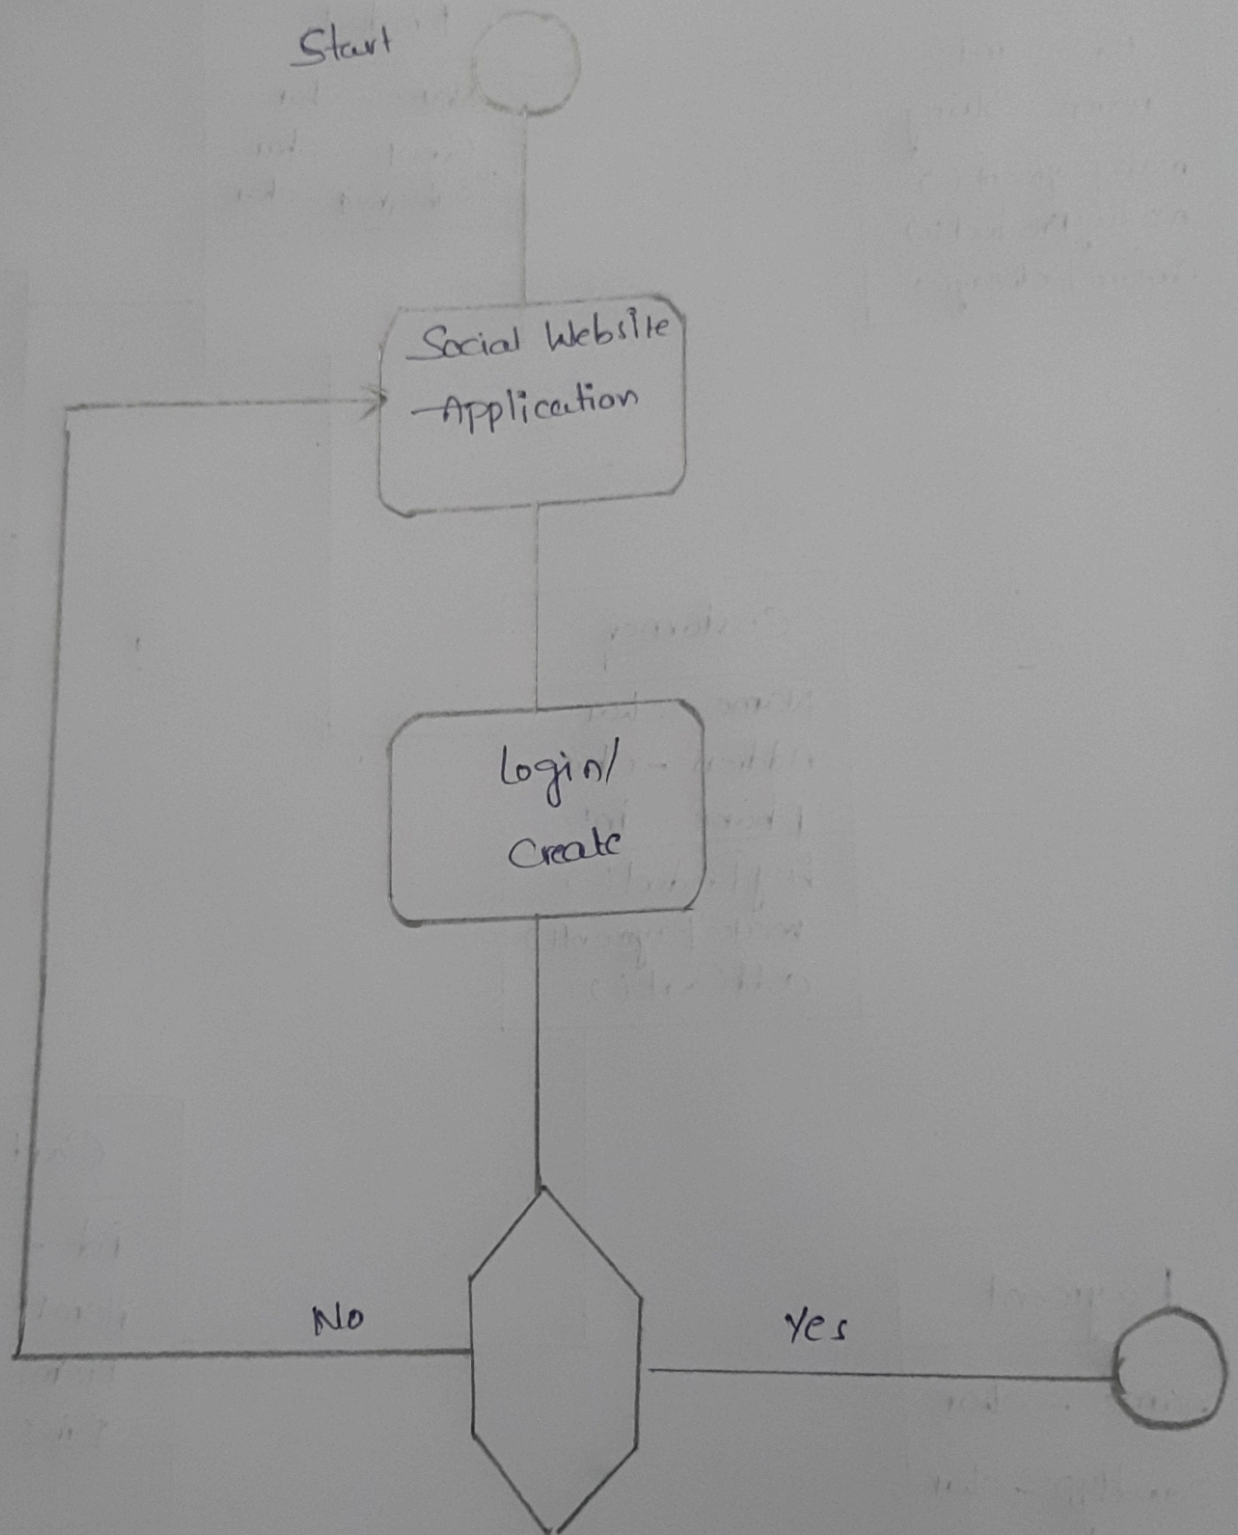 Start
Social Website
Application
Login/
Create
No
Yes